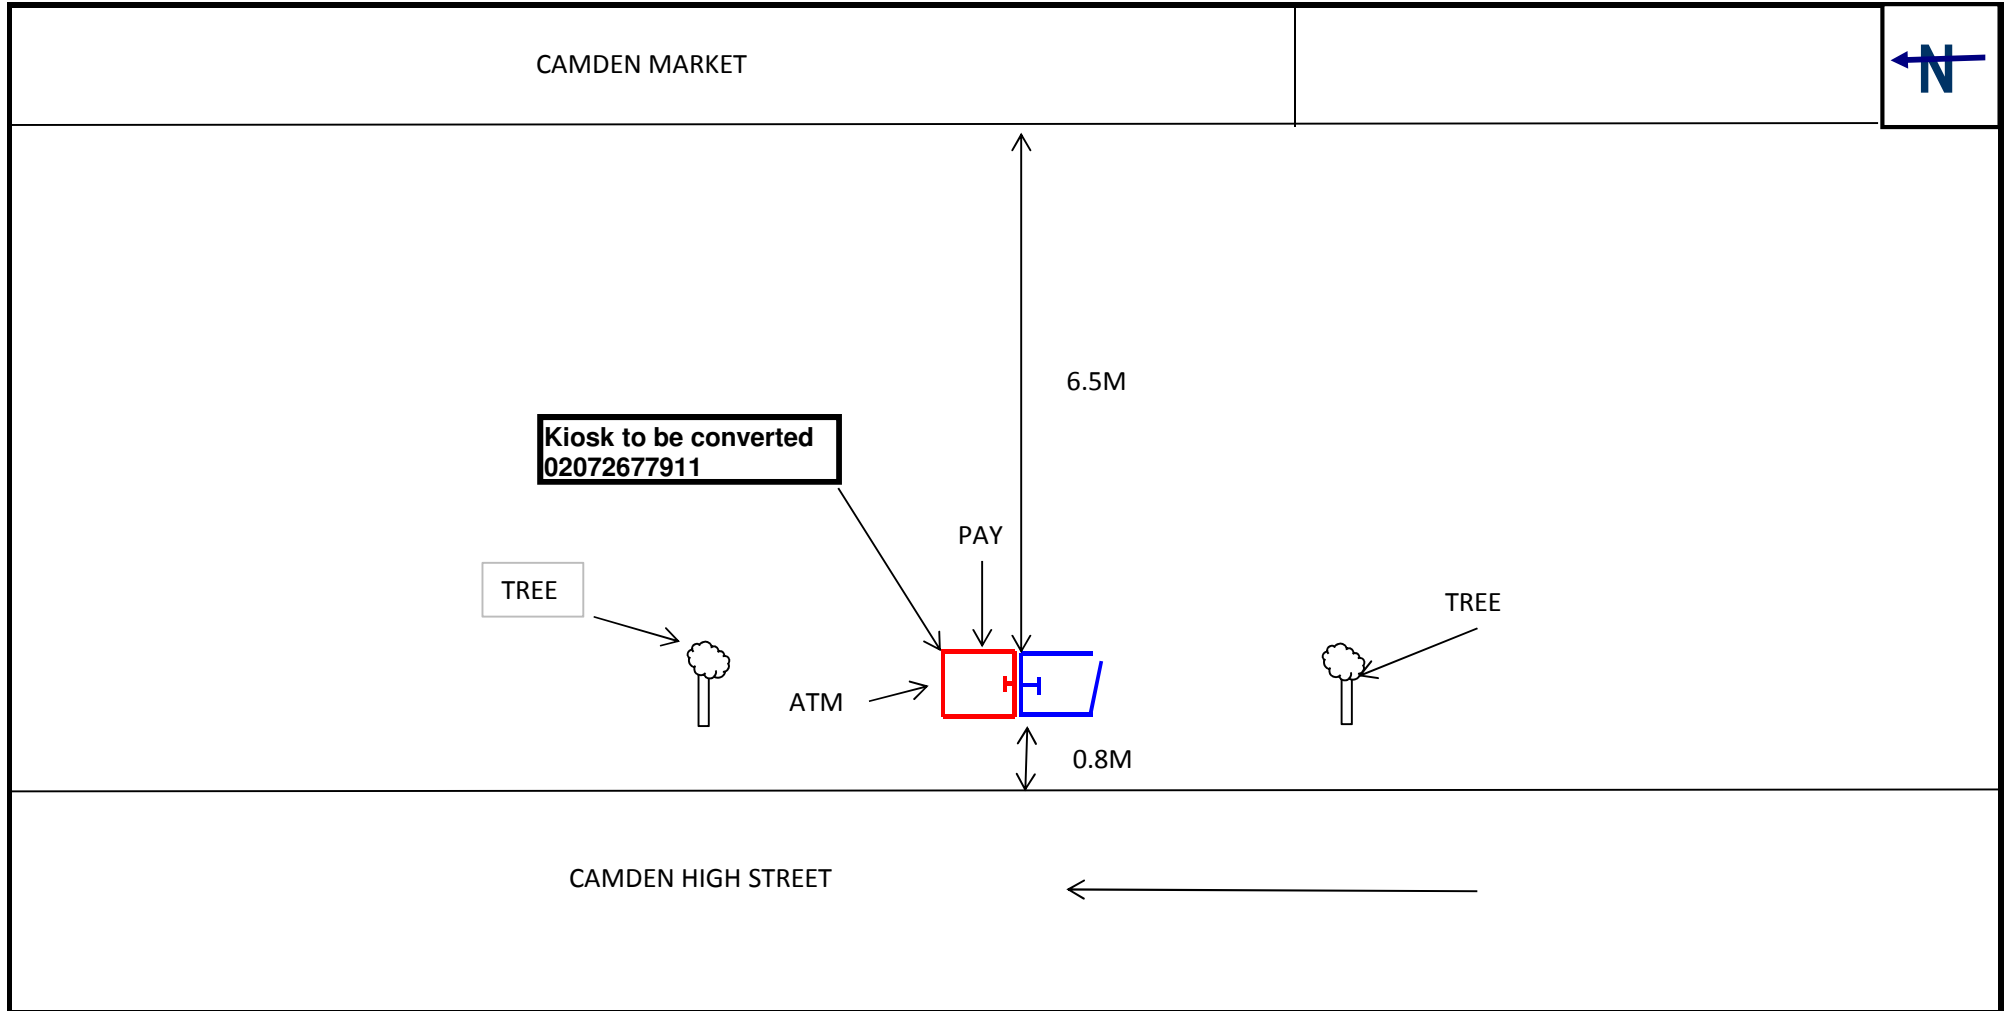 CAMDEN MARKET
N
6.5M
Kiosk to be converted
02072677911
PAY
TREE
TREE
ATM
0.8M
CAMDEN HIGH STREET